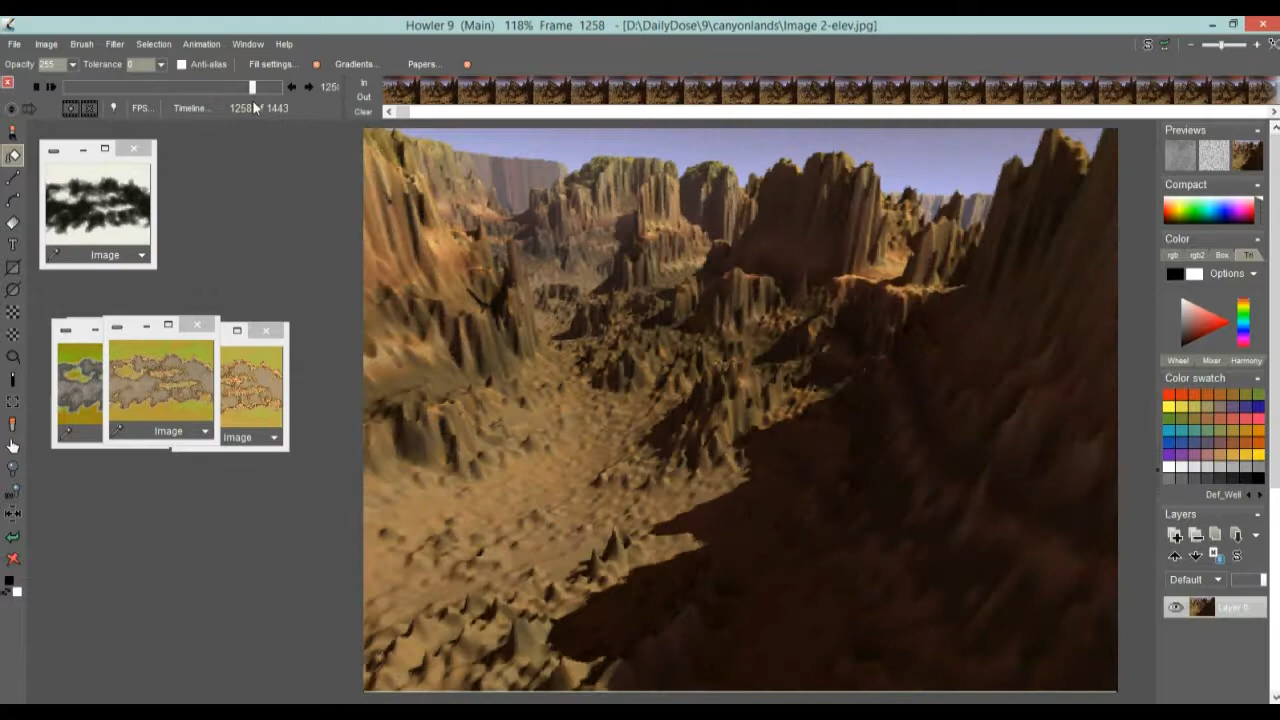 Howler 9 (Main) 118% Frame 1258 - [D:\DailyDose\9\canyonlands\Image 2-elev.jpg]
File Image Brush Filter Selection Animation Window Help
Opacity 255 Tolerance 0 Anti-alias Fill settings... Gradients... Papers...
In
Out
Clear
FPS... Timeline... 1258 of 1443
Image
Image
Image
Previews
Compact
Color
rgb rgb2 Box Tri
Options
Wheel Mixer Harmony
Color swatch
Def_Well
Layers
Default
Layer 0